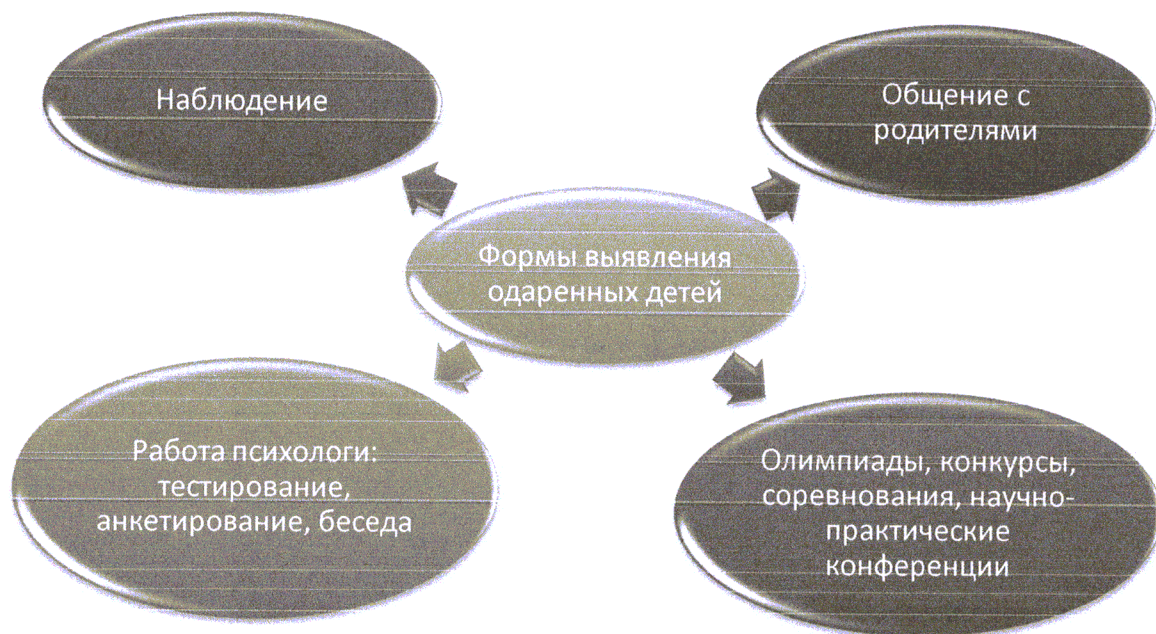 Наблюдение
Общение с
родителями
Формы выявления
одаренных детей
Работа психологи:
тестирование,
анкетирование, беседа
Олимпиады, конкурсы,
соревнования, научно-
практические
конференции